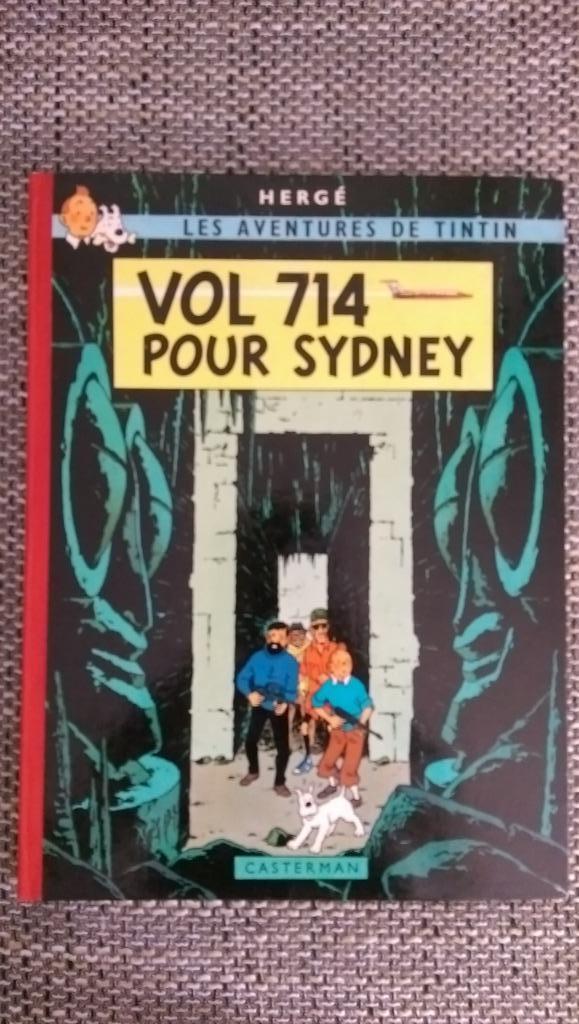 HERGÉ
LES AVENTURES DE TINTIN
VOL 714
POUR SYDNEY
CASTERMAN